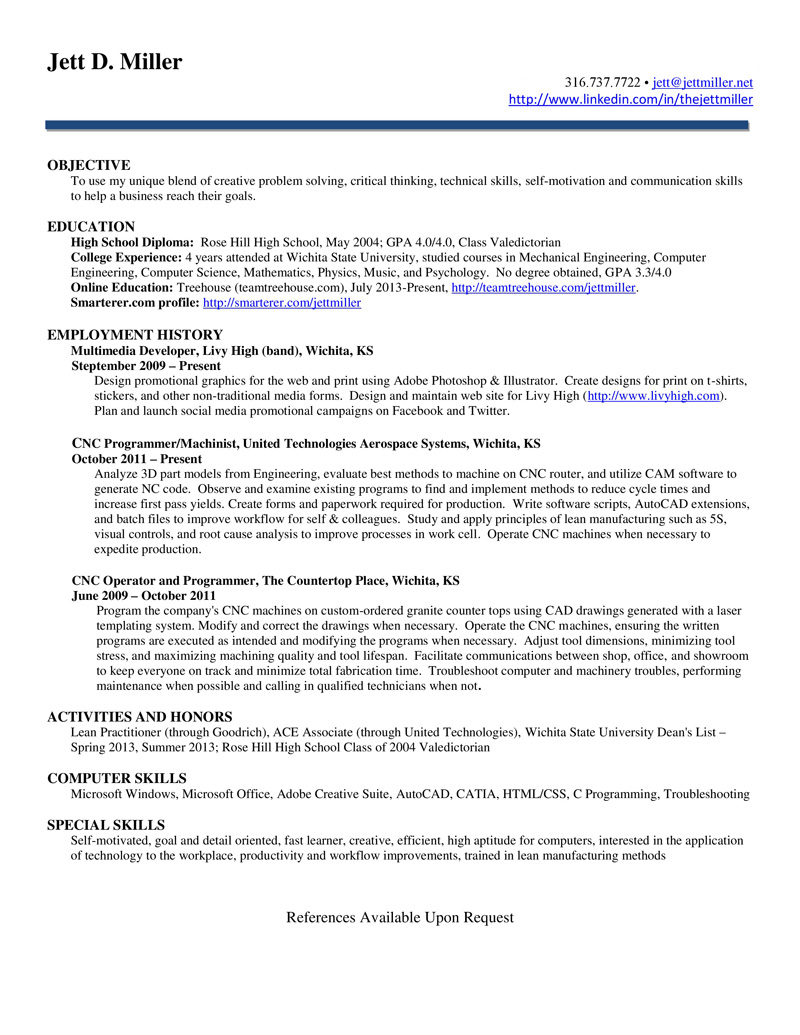 Jett D. Miller
316.737.7722 • jett@jettmiller.net
http://www.linkedin.com/in/thejettmiller
OBJECTIVE
To use my unique blend of creative problem solving, critical thinking, technical skills, self-motivation and communication skills
to help a business reach their goals.
EDUCATION
High School Diploma: Rose Hill High School, May 2004; GPA 4.0/4.0, Class Valedictorian
College Experience: 4 years attended at Wichita State University, studied courses in Mechanical Engineering, Computer
Engineering, Computer Science, Mathematics, Physics, Music, and Psychology. No degree obtained, GPA 3.3/4.0
Online Education: Treehouse (teamtreehouse.com), July 2013-Present, http://teamtreehouse.com/jettmiller.
Smarterer.com profile: http://smarterer.com/jettmiller
EMPLOYMENT HISTORY
Multimedia Developer, Livy High (band), Wichita, KS
Steptember 2009 – Present
Design promotional graphics for the web and print using Adobe Photoshop & Illustrator. Create designs for print on t-shirts,
stickers, and other non-traditional media forms. Design and maintain web site for Livy High (http://www.livyhigh.com).
Plan and launch social media promotional campaigns on Facebook and Twitter.
CNC Programmer/Machinist, United Technologies Aerospace Systems, Wichita, KS
October 2011 – Present
Analyze 3D part models from Engineering, evaluate best methods to machine on CNC router, and utilize CAM software to
generate NC code. Observe and examine existing programs to find and implement methods to reduce cycle times and
increase first pass yields. Create forms and paperwork required for production. Write software scripts, AutoCAD extensions,
and batch files to improve workflow for self & colleagues. Study and apply principles of lean manufacturing such as 5S,
visual controls, and root cause analysis to improve processes in work cell. Operate CNC machines when necessary to
expedite production.
CNC Operator and Programmer, The Countertop Place, Wichita, KS
June 2009 – October 2011
Program the company's CNC machines on custom-ordered granite counter tops using CAD drawings generated with a laser
templating system. Modify and correct the drawings when necessary. Operate the CNC machines, ensuring the written
programs are executed as intended and modifying the programs when necessary. Adjust tool dimensions, minimizing tool
stress, and maximizing machining quality and tool lifespan. Facilitate communications between shop, office, and showroom
to keep everyone on track and minimize total fabrication time. Troubleshoot computer and machinery troubles, performing
maintenance when possible and calling in qualified technicians when not.
ACTIVITIES AND HONORS
Lean Practitioner (through Goodrich), ACE Associate (through United Technologies), Wichita State University Dean's List –
Spring 2013, Summer 2013; Rose Hill High School Class of 2004 Valedictorian
COMPUTER SKILLS
Microsoft Windows, Microsoft Office, Adobe Creative Suite, AutoCAD, CATIA, HTML/CSS, C Programming, Troubleshooting
SPECIAL SKILLS
Self-motivated, goal and detail oriented, fast learner, creative, efficient, high aptitude for computers, interested in the application
of technology to the workplace, productivity and workflow improvements, trained in lean manufacturing methods
References Available Upon Request